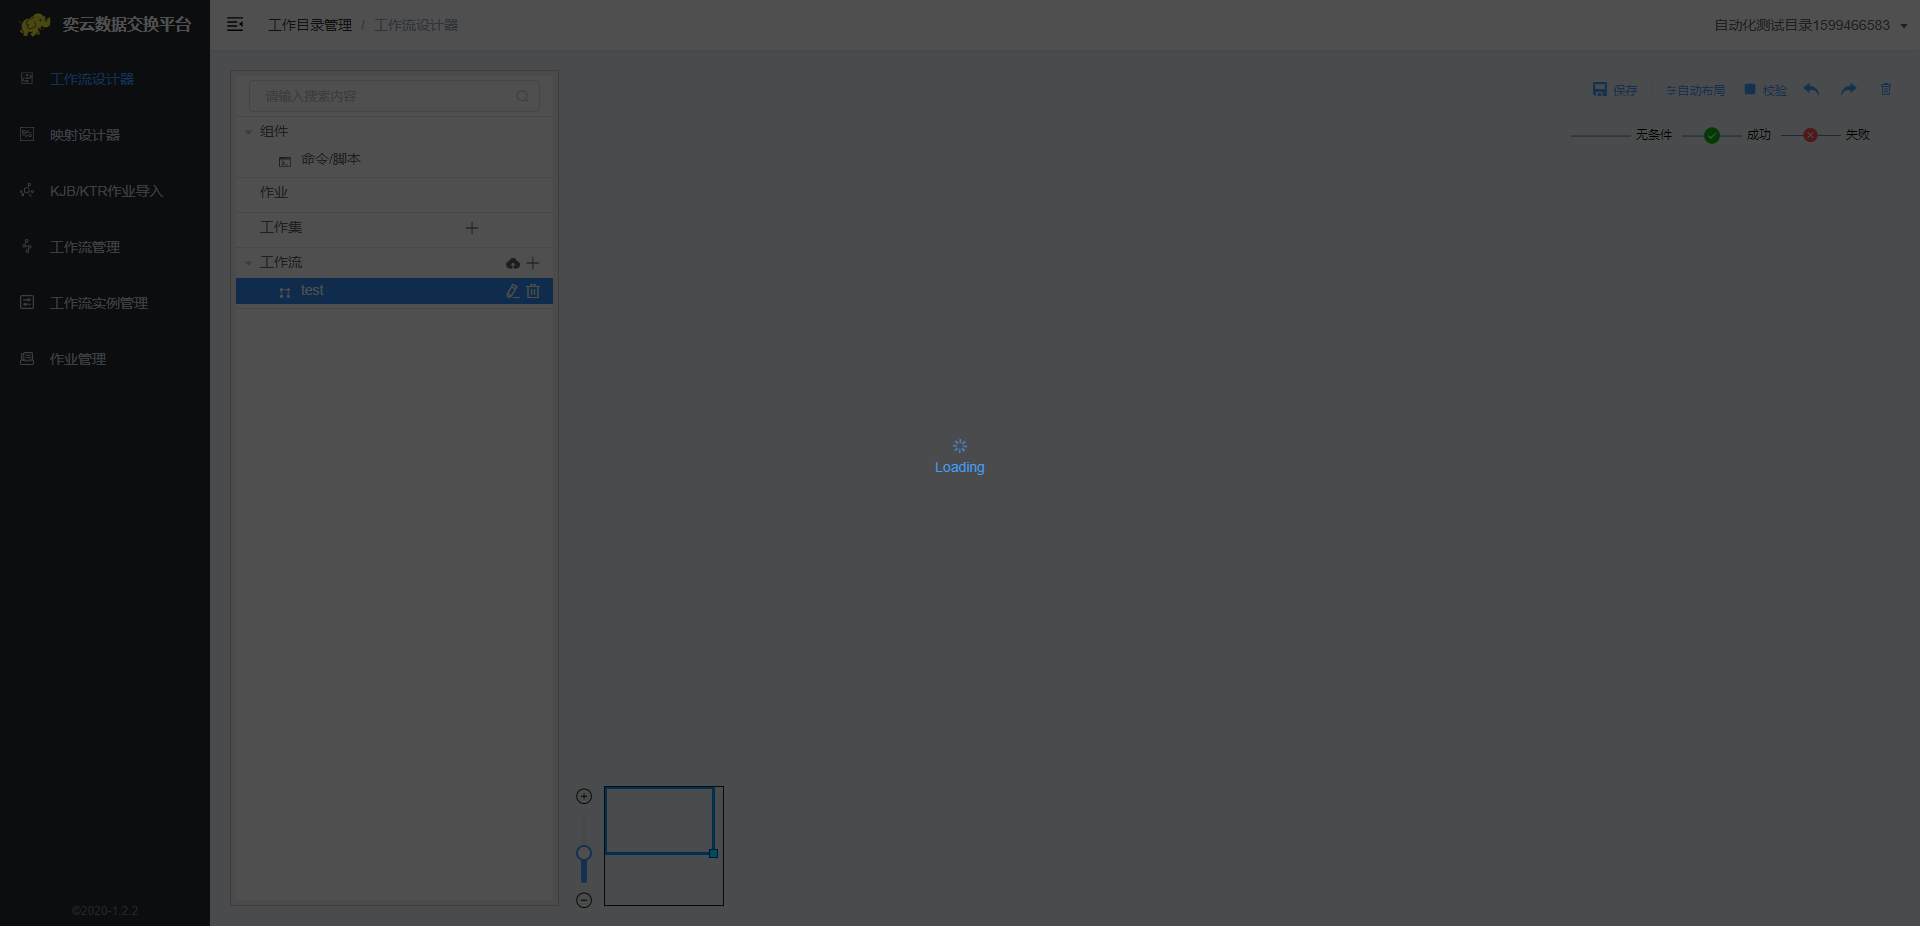 奕云数据交换平台
工作目录管理 / 工作流设计器
自动化测试目录1599466583
工作流设计器
映射设计器
KJB/KTR作业导入
工作流管理
工作流实例管理
作业管理
©2020-1.2.2
请输入搜素内容
组件
命令/脚本
作业
工作集
工作流
test
保存
自动布局
校验
无条件
成功
失败
Loading